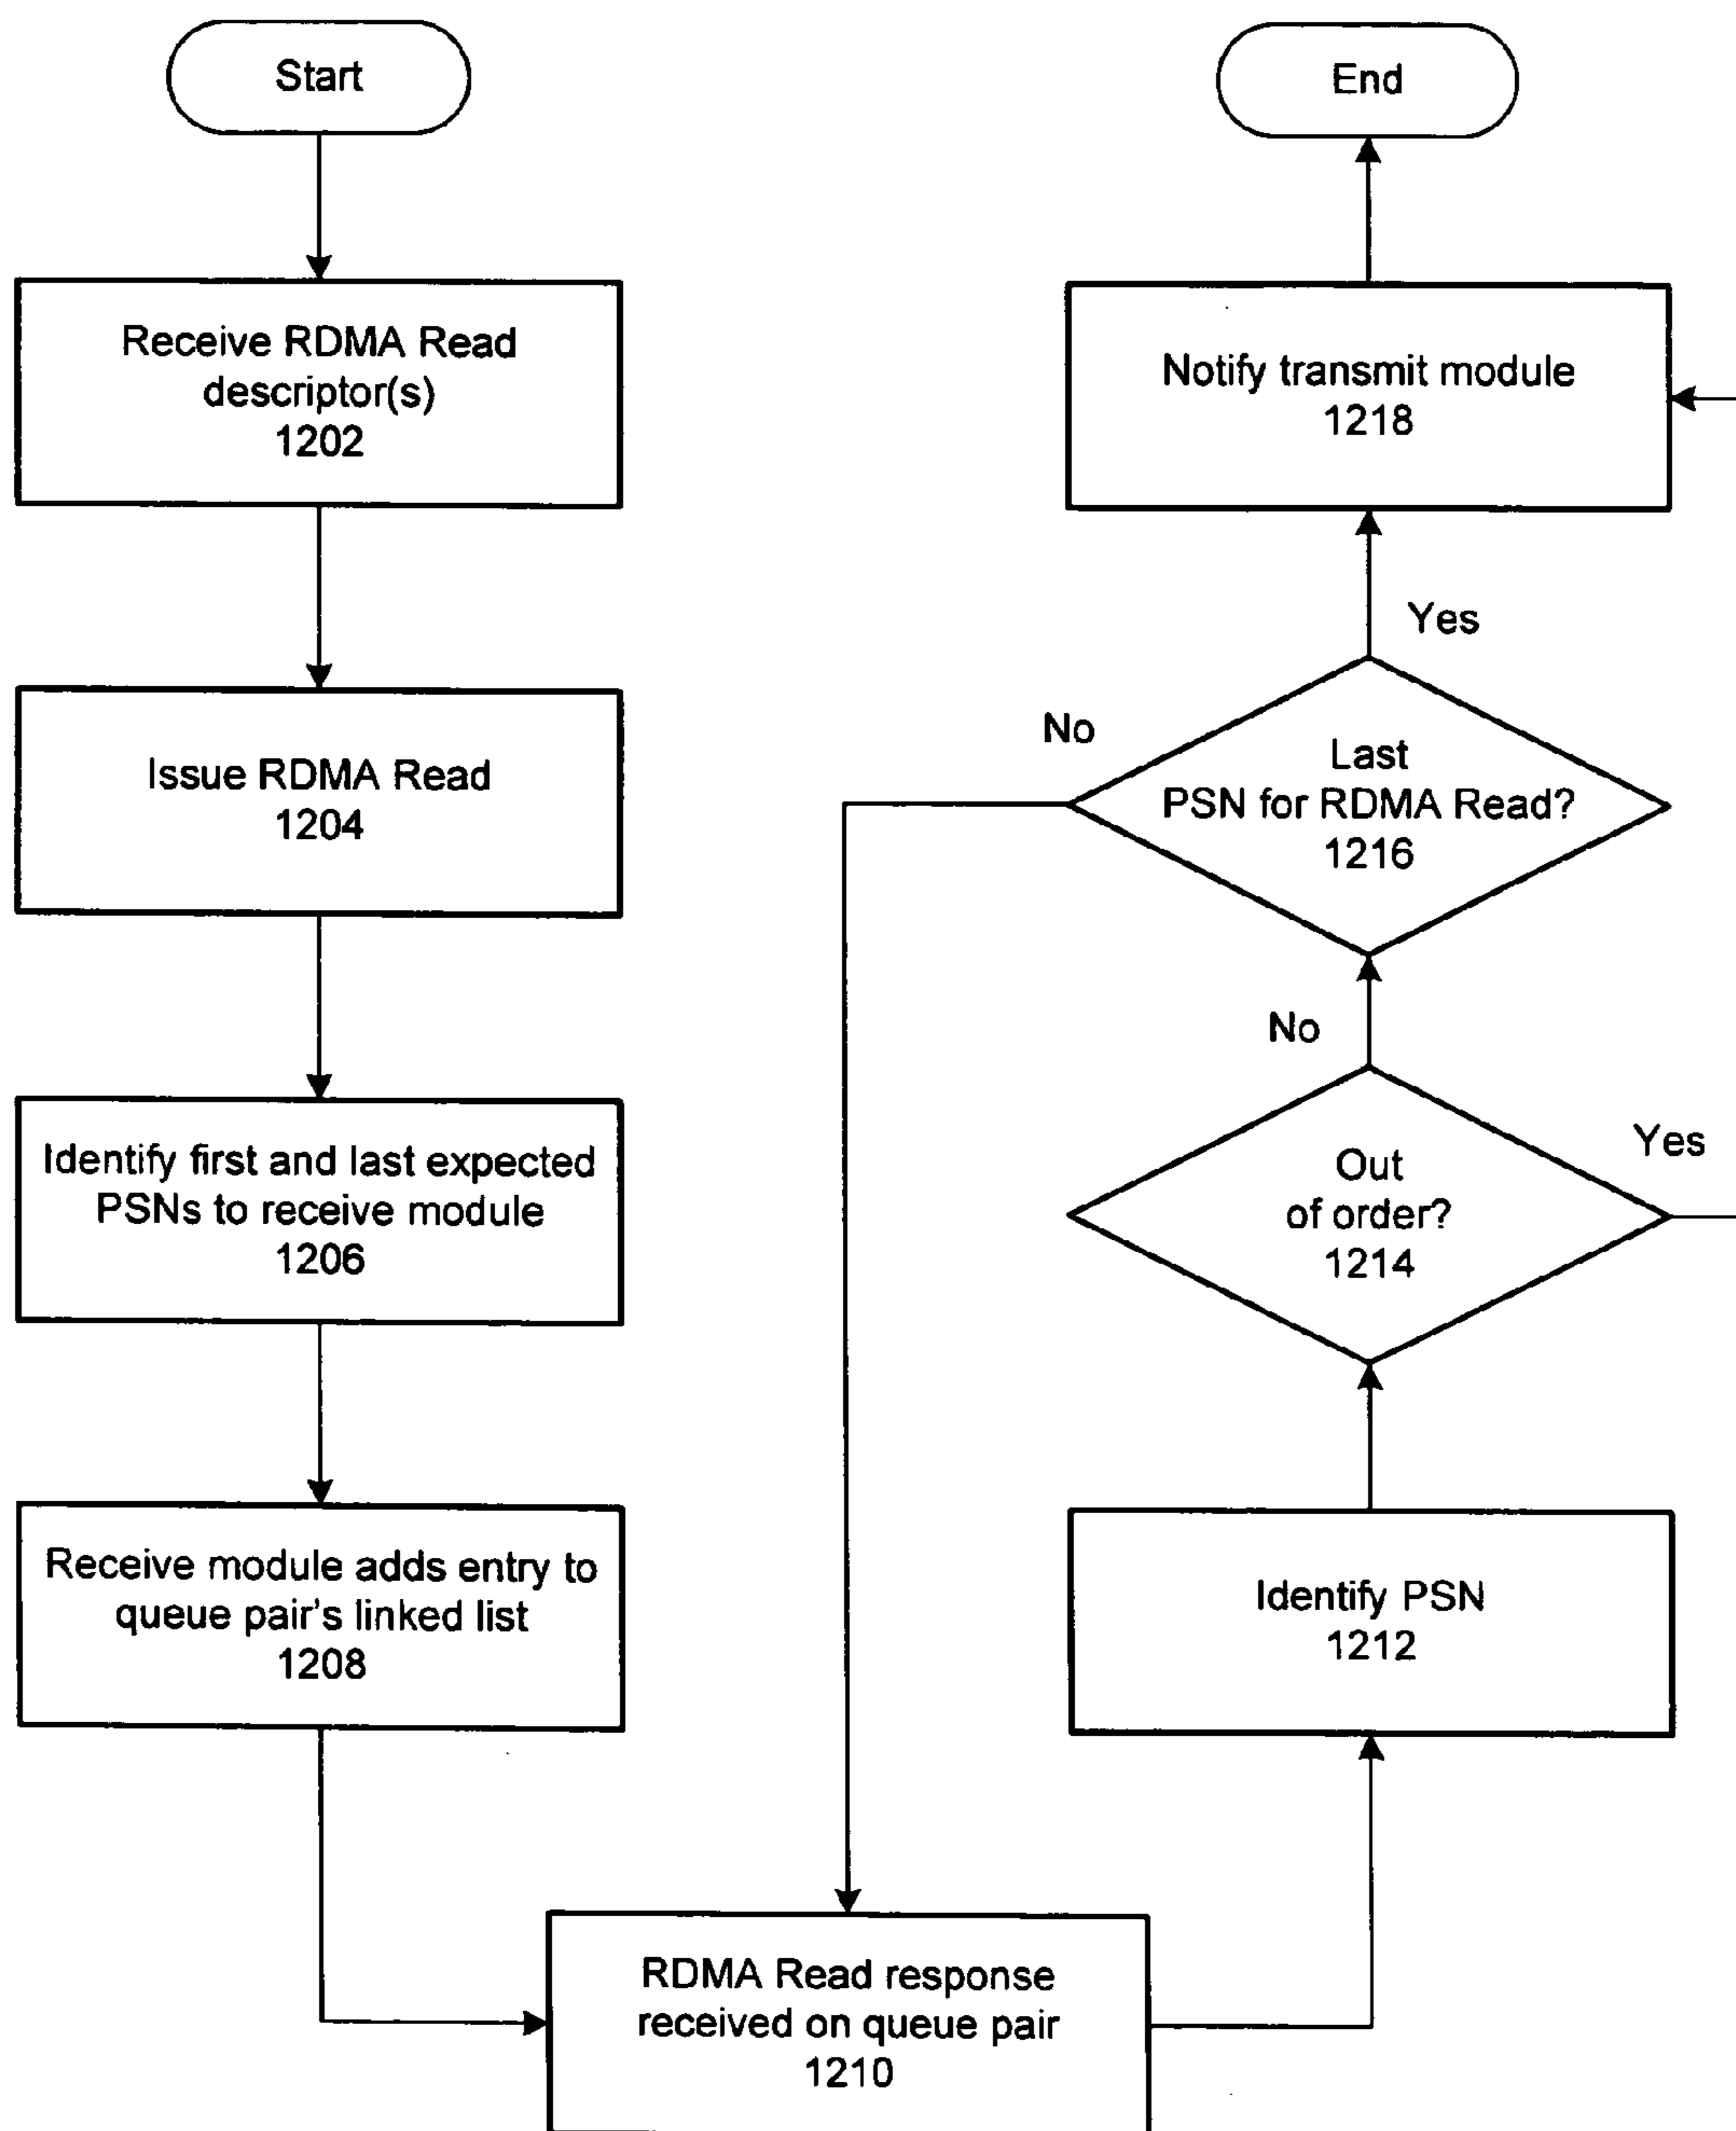 Start
Receive RDMA Read
descriptor(s)
1202
Issue RDMA Read
1204
Identify first and last expected
PSNs to receive module
1206
Receive module adds entry to
queue pair's linked list
1208
RDMA Read response
received on queue pair
1210
Identify PSN
1212
Out
of order?
1214
Yes
No
Last
PSN for RDMA Read?
1216
No
Yes
Notify transmit module
1218
End